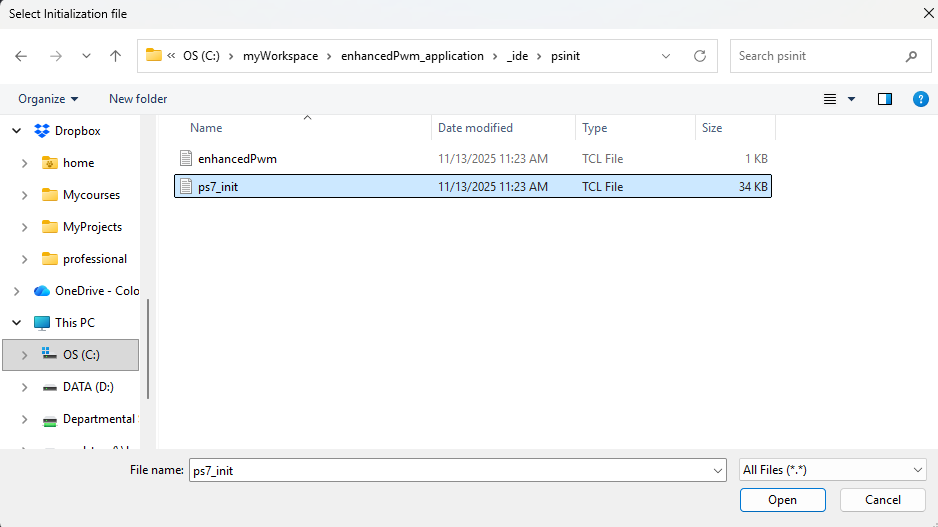 Select Initialization file
« OS (C:) > myWorkspace > enhancedPwm_application > _ide > psinit
Search psinit
Organize
New folder
Name
Date modified
Type
Size
Dropbox
home
Mycourses
MyProjects
professional
OneDrive - Colo
This PC
OS (C:)
DATA (D:)
Departmental
enhancedPwm 11/13/2025 11:23 AM TCL File 1 KB
ps7_init 11/13/2025 11:23 AM TCL File 34 KB
File name: ps7_init
All Files (*.*)
Open
Cancel